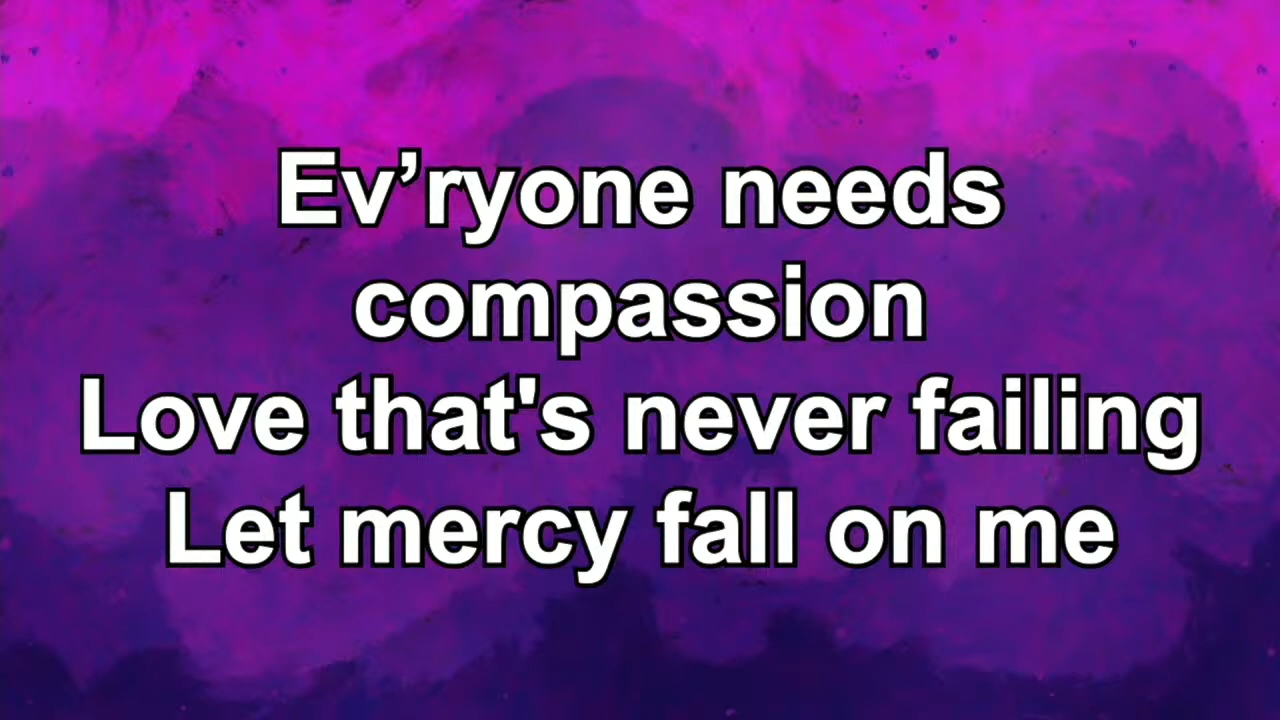 Ev’ryone needs
compassion
Love that's never failing
Let mercy fall on me